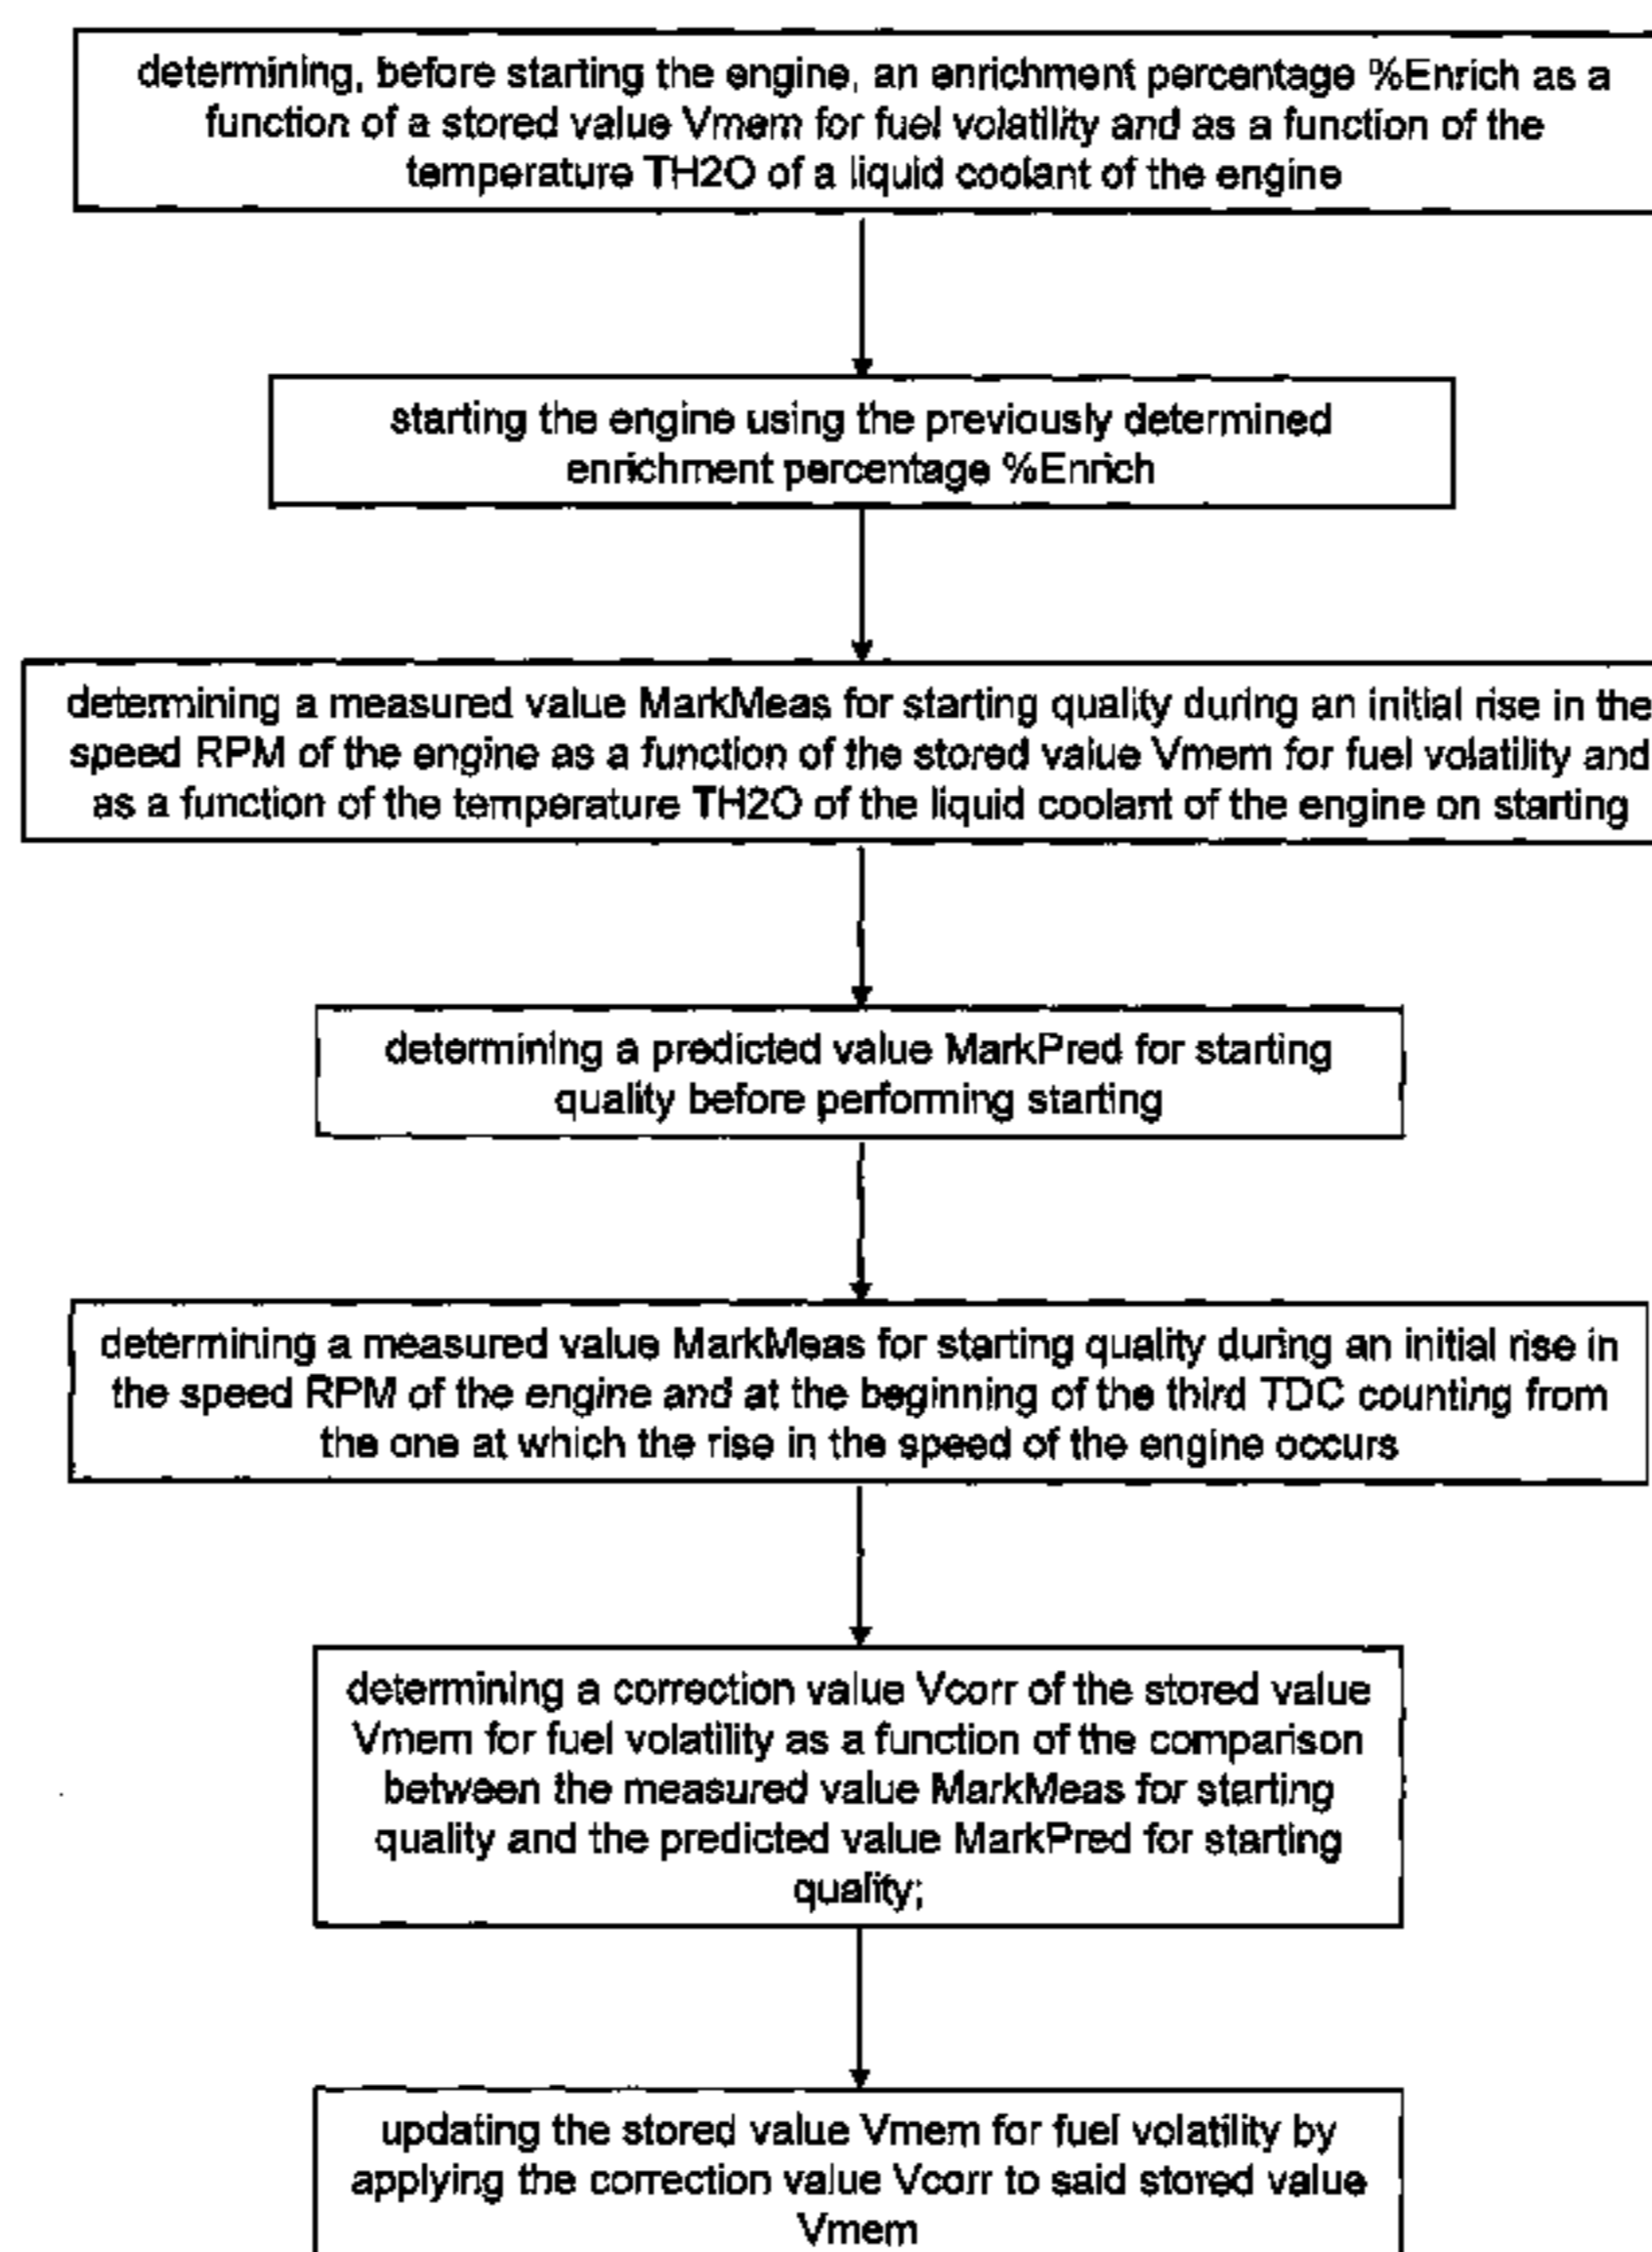 determining, before starting the engine, an enrichment percentage %Enrich as a
function of a stored value Vmem for fuel volatility and as a function of the
temperature TH2O of a liquid coolant of the engine
starting the engine using the previously determined
enrichment percentage %Enrich
determining a measured value MarkMeas for starting quality during an initial rise in the
speed RPM of the engine as a function of the stored value Vmem for fuel volatility and
as a function of the temperature TH2O of the liquid coolant of the engine on starting
determining a predicted value MarkPred for starting
quality before performing starting
determining a measured value MarkMeas for starting quality during an initial rise in
the speed RPM of the engine and at the beginning of the third TDC counting from
the one at which the rise in the speed of the engine occurs
determining a correction value Vcorr of the stored value
Vmem for fuel volatility as a function of the comparison
between the measured value MarkMeas for starting
quality and the predicted value MarkPred for starting
quality;
updating the stored value Vmem for fuel volatility by
applying the correction value Vcorr to said stored value
Vmem